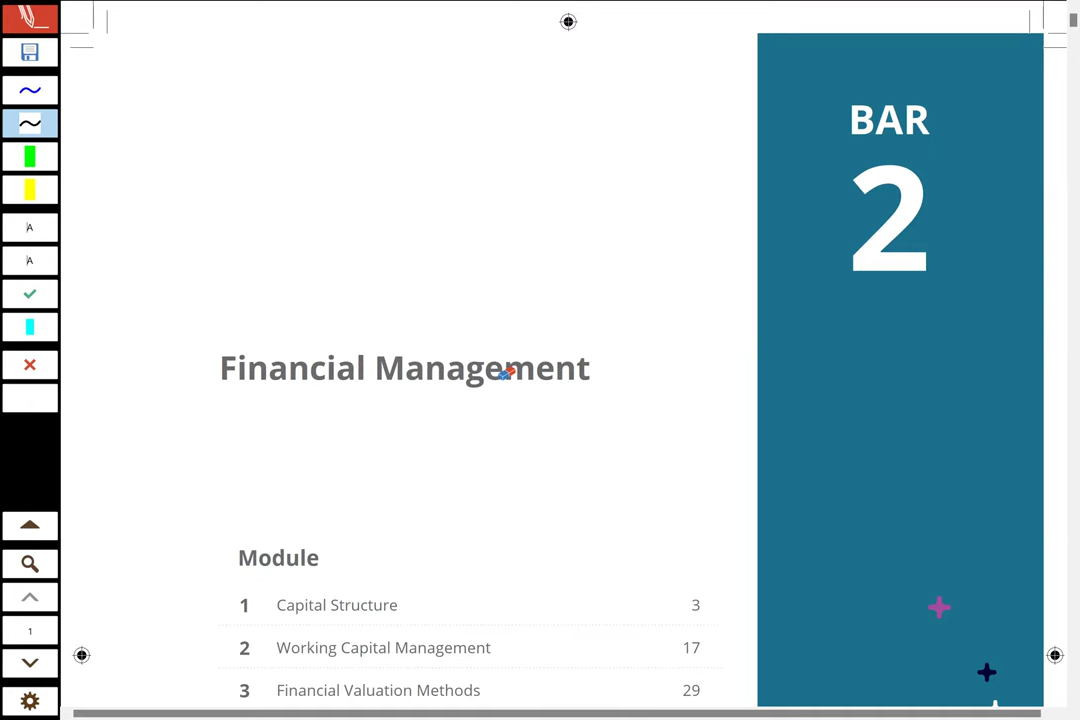 BAR
2
Financial Management
Module
1 Capital Structure 3
2 Working Capital Management 17
3 Financial Valuation Methods 29
A
A
1